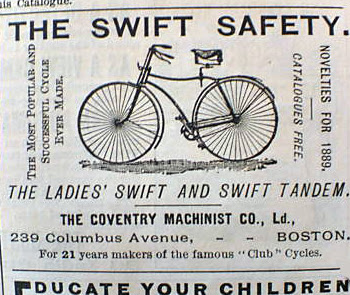 his Catalogue.
THE SWIFT SAFETY.
THE MOST POPULAR AND
SUCCESSFUL CYCLE
EVER MADE.
NOVELTIES FOR 1889.
CATALOGUES FREE.
THE LADIES' SWIFT AND SWIFT TANDEM.
THE COVENTRY MACHINIST CO., Ld.,
239 Columbus Avenue, - - BOSTON.
For 21 years makers of the famous "Club" Cycles.
EDUCATE YOUR CHILDREN